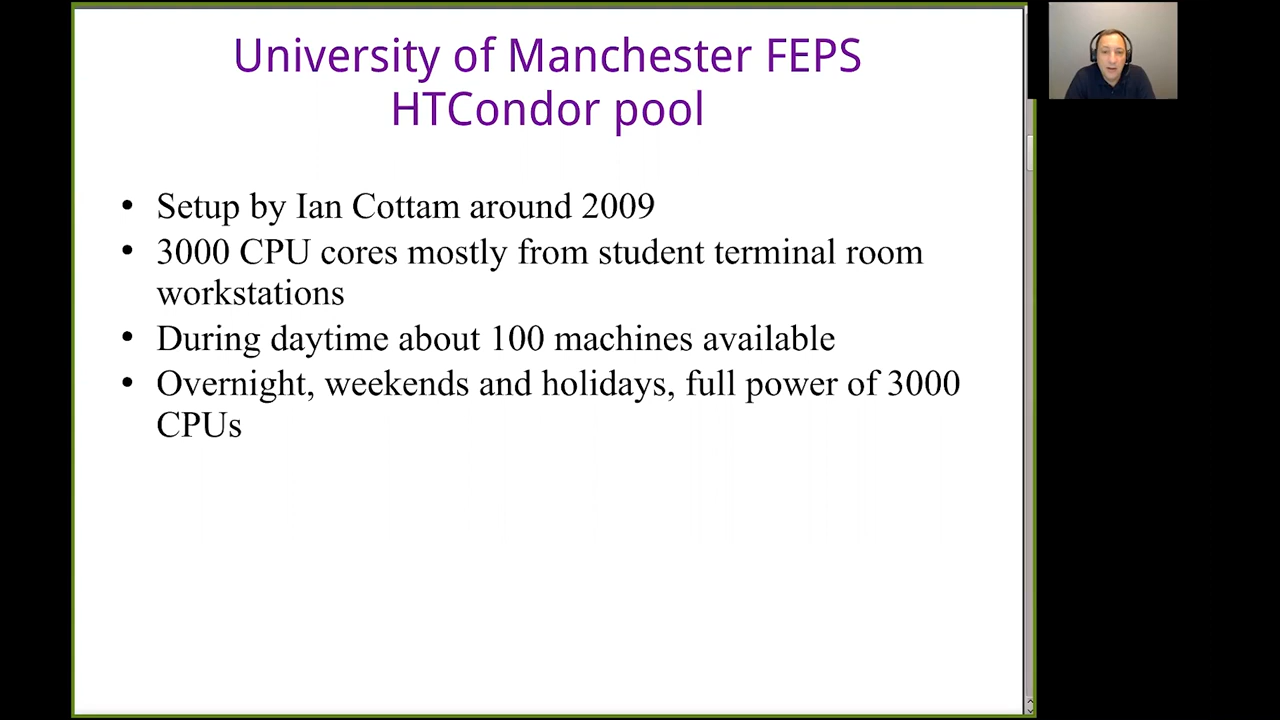 University of Manchester FEPS
HTCondor pool
• Setup by Ian Cottam around 2009
• 3000 CPU cores mostly from student terminal room
workstations
• During daytime about 100 machines available
• Overnight, weekends and holidays, full power of 3000
CPUs